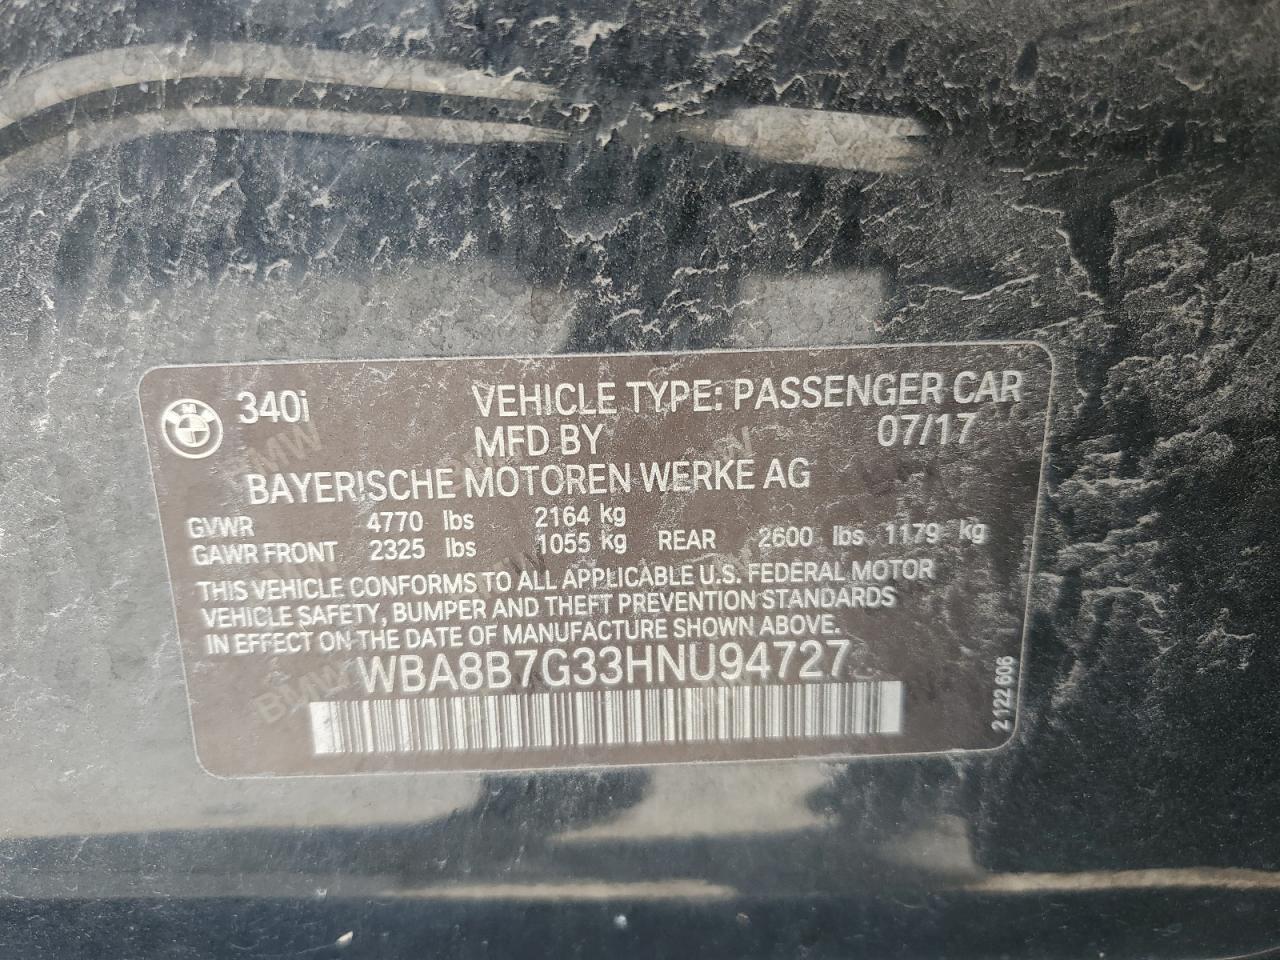 340i VEHICLE TYPE: PASSENGER CAR
MFD BY 07/17
BAYERISCHE MOTOREN WERKE AG
GVWR 4770 lbs 2164 kg
GAWR FRONT 2325 lbs 1055 kg REAR 2600 lbs 1179 kg
THIS VEHICLE CONFORMS TO ALL APPLICABLE U.S. FEDERAL MOTOR
VEHICLE SAFETY, BUMPER AND THEFT PREVENTION STANDARDS
IN EFFECT ON THE DATE OF MANUFACTURE SHOWN ABOVE.
WBA8B7G33HNU94727
2 122 606